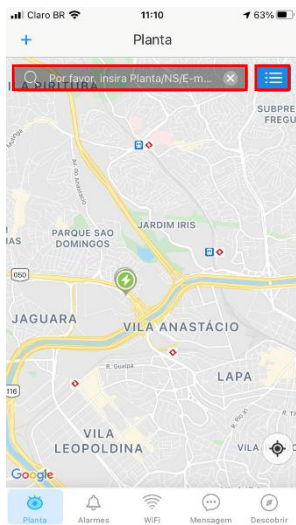 Claro BR 11:10 63%
+ Planta
Por favor, insira Planta/NS/E-m...
SUBPRE
FREGU
JARDIM IRIS
PARQUE SAO
DOMINGOS
050
JAGUARA
VILA ANASTÁCIO
R. Guaipá
LAPA
116
VILA
LEOPOLDINA
VILA
Google
Planta Alarmes WiFi Mensagem Descobrir